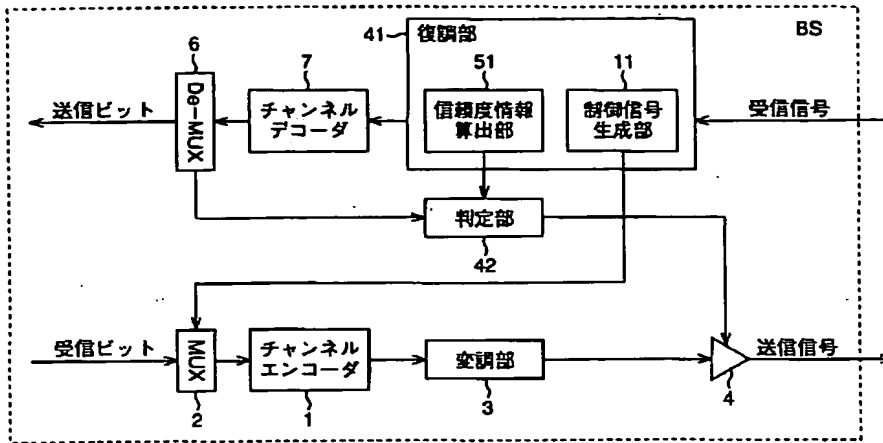 41
復調部
BS
6
7
51
11
De-MUX
送信ビット
チャンネル
デコーダ
信頼度情報
算出部
制御信号
生成部
受信信号
判定部
42
受信ビット
MUX
チャンネル
エンコーダ
変調部
送信信号
2
1
3
4